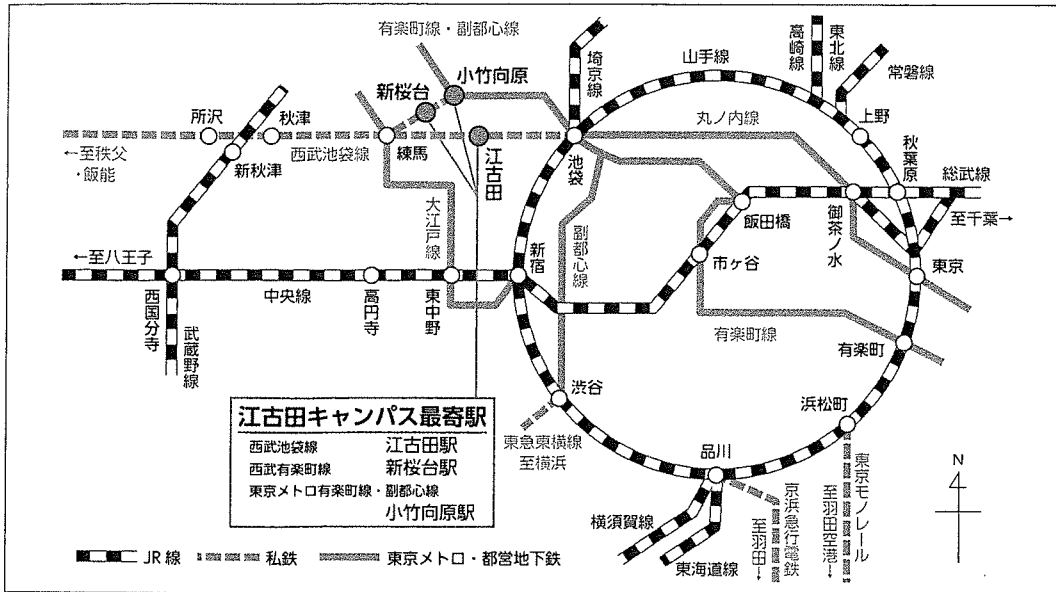 有楽町線・副都心線
小竹向原
新桜台
埼京線
山手線
高崎線
東北線
常磐線
所沢
秋津
新秋津
←至秩父
・飯能
西武池袋線
練馬
江古田
池袋
丸ノ内線
上野
秋葉原
総武線
至千葉→
大江戸線
副都心線
飯田橋
御茶ノ水
←至八王子
新宿
市ヶ谷
東京
西国分寺
中央線
高円寺
東中野
武蔵野線
有楽町線
有楽町
渋谷
浜松町
江古田キャンパス最寄駅
西武池袋線 江古田駅
西武有楽町線 新桜台駅
東京メトロ有楽町線・副都心線
小竹向原駅
東急東横線
至横浜
品川
横須賀線
東海道線
京浜急行電鉄
至羽田→
東京モノレール
至羽田空港→
N
JR線
私鉄
東京メトロ・都営地下鉄